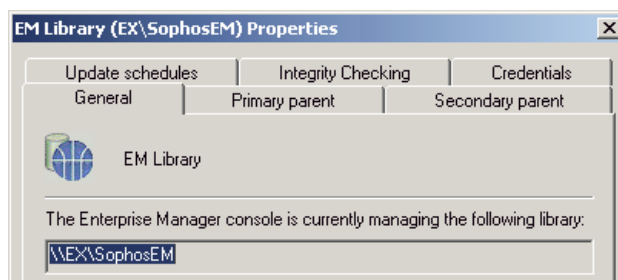 EM Library (EX\SophosEM) Properties
Update schedules Integrity Checking Credentials
General Primary parent Secondary parent
EM Library
The Enterprise Manager console is currently managing the following library:
\\EX\SophosEM